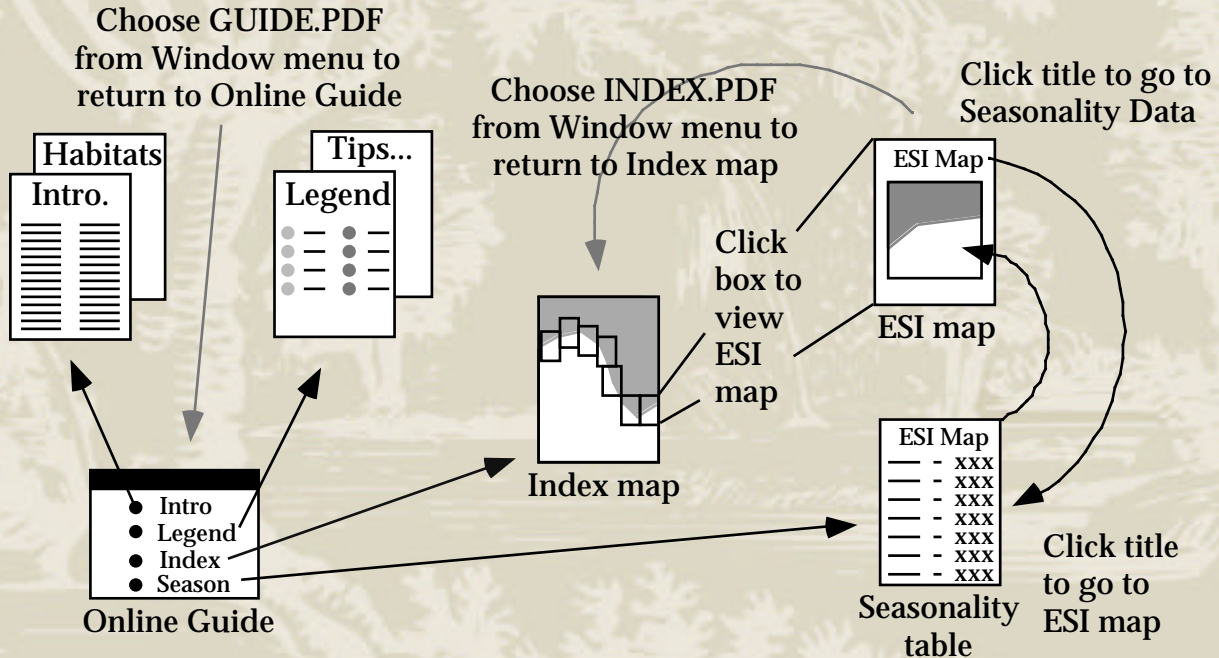 Choose GUIDE.PDF
from Window menu to
return to Online Guide
Choose INDEX.PDF
from Window menu to
return to Index map
Click title to go to
Seasonality Data
Habitats
Intro.
Tips...
Legend
ESI Map
Click
box to
view
ESI
map
ESI map
Index map
Intro
Legend
Index
Season
Online Guide
ESI Map
— - xxx
— - xxx
— - xxx
— - xxx
— - xxx
— - xxx
— - xxx
Seasonality
table
Click title
to go to
ESI map